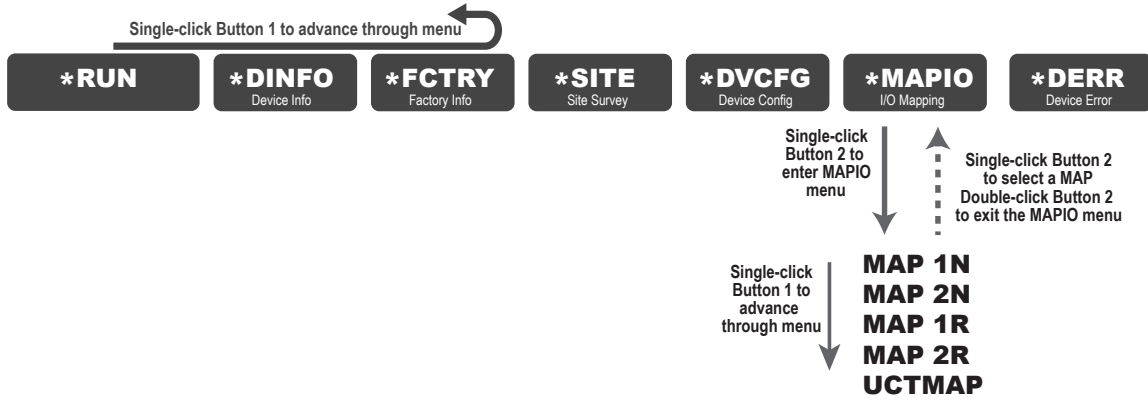 Single-click Button 1 to advance through menu
*RUN
*DINFO
Device Info
*FCTRY
Factory Info
*SITE
Site Survey
*DVCFG
Device Config
*MAPIO
I/O Mapping
*DERR
Device Error
Single-click
Button 2 to
enter MAPIO
menu
Single-click Button 2
to select a MAP
Double-click Button 2
to exit the MAPIO menu
Single-click
Button 1 to
advance
through menu
MAP 1N
MAP 2N
MAP 1R
MAP 2R
UCTMAP